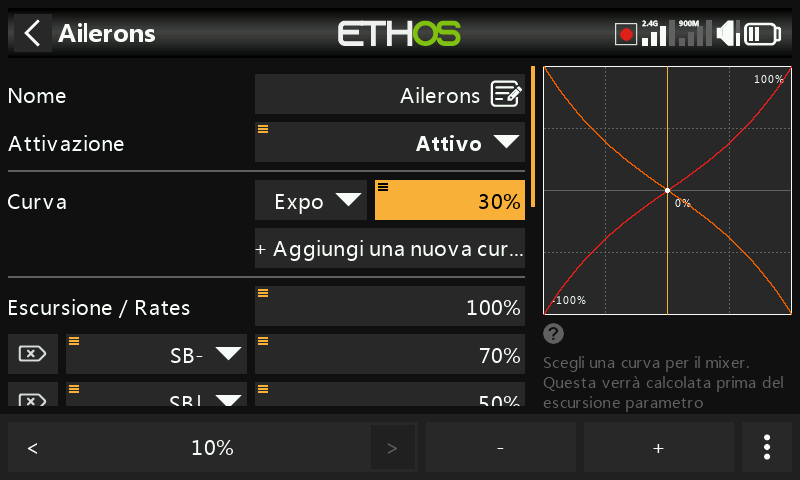 Ailerons
ETHOS
2.4G
900M
Nome
Ailerons
Attivazione
Attivo
Curva
Expo
30%
+ Aggiungi una nuova cur...
Escursione / Rates
100%
SB-
70%
50%
100%
0%
-100%
?
Scegli una curva per il mixer.
Questa verrà calcolata prima del
escursione parametro
<
10%
>
-
+